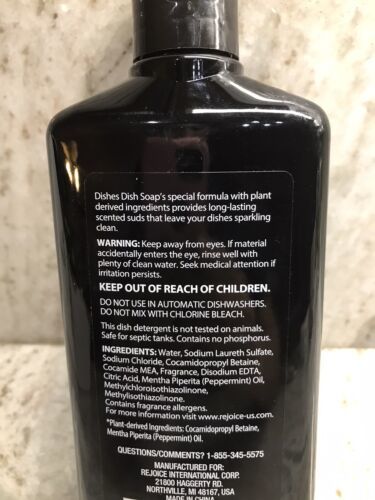 Dishes Dish Soap's special formula with plant
derived ingredients provides long-lasting
scented suds that leave your dishes sparkling
clean.
WARNING: Keep away from eyes. If material
accidentally enters the eye, rinse well with
plenty of clean water. Seek medical attention if
irritation persists.
KEEP OUT OF REACH OF CHILDREN.
DO NOT USE IN AUTOMATIC DISHWASHERS.
DO NOT MIX WITH CHLORINE BLEACH.
This dish detergent is not tested on animals.
Safe for septic tanks. Contains no phosphorus.
INGREDIENTS: Water, Sodium Laureth Sulfate,
Sodium Chloride, Cocamidopropyl Betaine,
Cocamide MEA, Fragrance, Disodium EDTA,
Citric Acid, Mentha Piperita (Peppermint) Oil,
Methylchloroisothiazolinone,
Methylisothiazolinone.
Contains fragrance allergens.
For more information visit www.rejoice-us.com.
*Plant-derived Ingredients: Cocamidopropyl Betaine,
Mentha Piperita (Peppermint) Oil.
QUESTIONS/COMMENTS? 1-855-345-5575
MANUFACTURED FOR:
REJOICE INTERNATIONAL CORP.
21800 HAGGERTY RD.
NORTHVILLE, MI 48167, USA
MADE IN CHINA